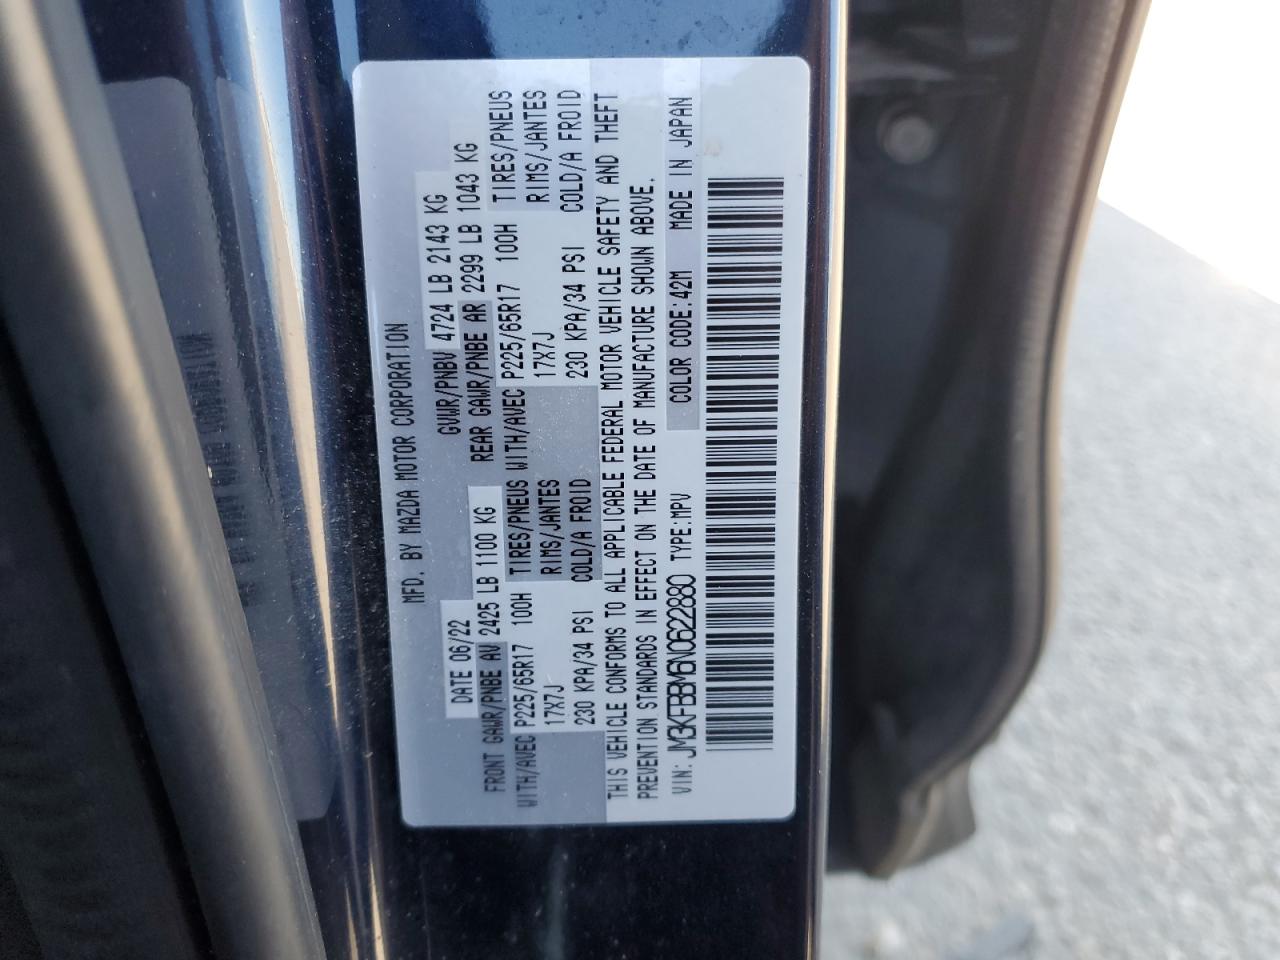 MFD. BY MAZDA MOTOR CORPORATION
DATE 06/22 GVWR/PNBV 4724 LB 2143 KG
FRONT GAWR/PNBE AV 2425 LB 1100 KG REAR GAWR/PNBE AR 2299 LB 1043 KG
WITH/AVEC P225/65R17 100H TIRES/PNEUS WITH/AVEC P225/65R17 100H TIRES/PNEUS
17X7J RIMS/JANTES 17X7J RIMS/JANTES
230 KPA/34 PSI COLD/A FROID 230 KPA/34 PSI COLD/A FROID
THIS VEHICLE CONFORMS TO ALL APPLICABLE FEDERAL MOTOR VEHICLE SAFETY AND THEFT
PREVENTION STANDARDS IN EFFECT ON THE DATE OF MANUFACTURE SHOWN ABOVE.
VIN: JM3KFBBM6N0622880 TYPE:MPV COLOR CODE:42M MADE IN JAPAN